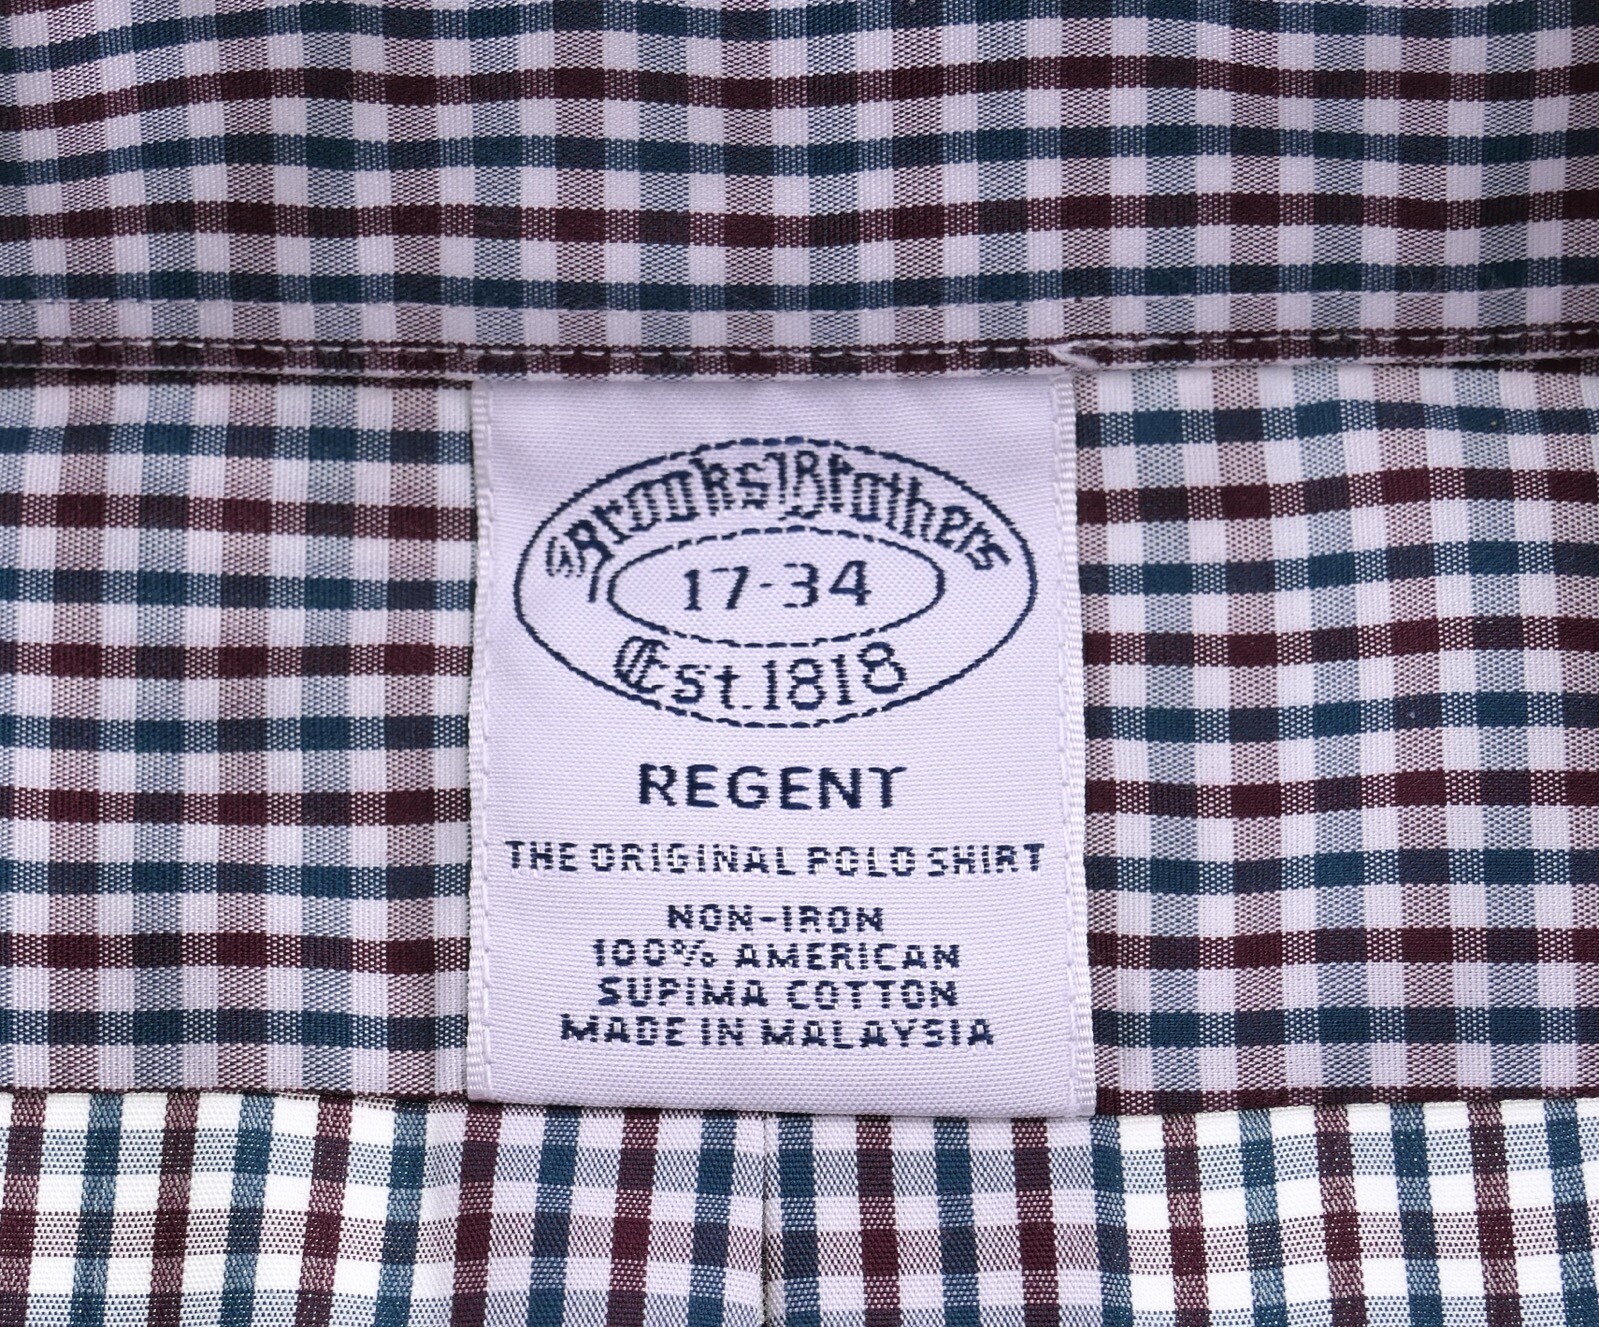 Brooks Brothers
17-34
Est. 1818
REGENT
THE ORIGINAL POLO SHIRT
NON-IRON
100% AMERICAN
SUPIMA COTTON
MADE IN MALAYSIA